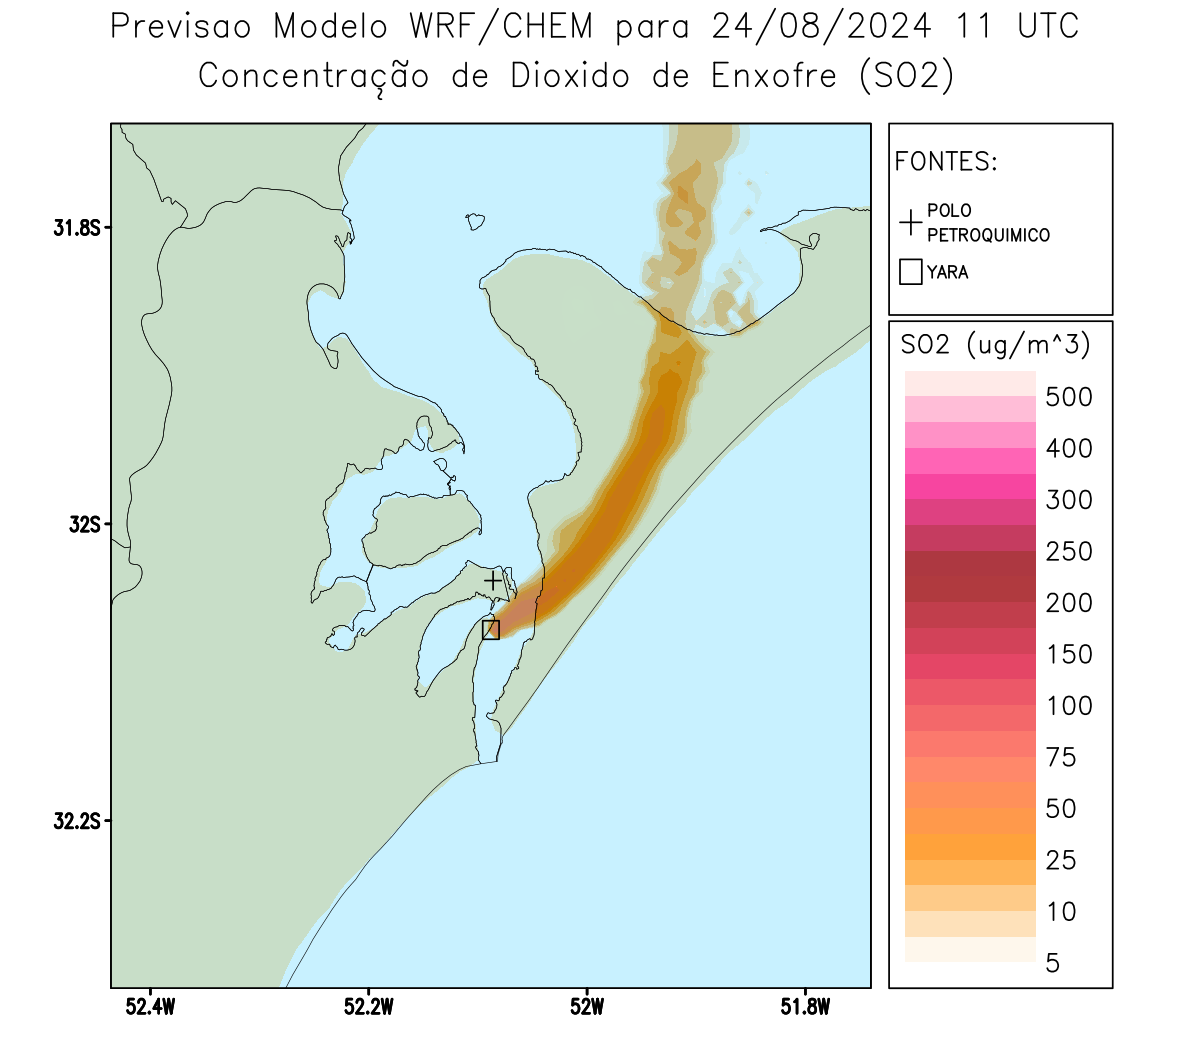 Previsao Modelo WRF/CHEM para 24/08/2024 11 UTC
Concentração de Dioxido de Enxofre (SO2)
FONTES:
POLO
PETROQUIMICO
YARA
SO2 (ug/m^3)
500
400
300
250
200
150
100
75
50
25
10
5
31.8S
32S
32.2S
52.4W
52.2W
52W
51.8W